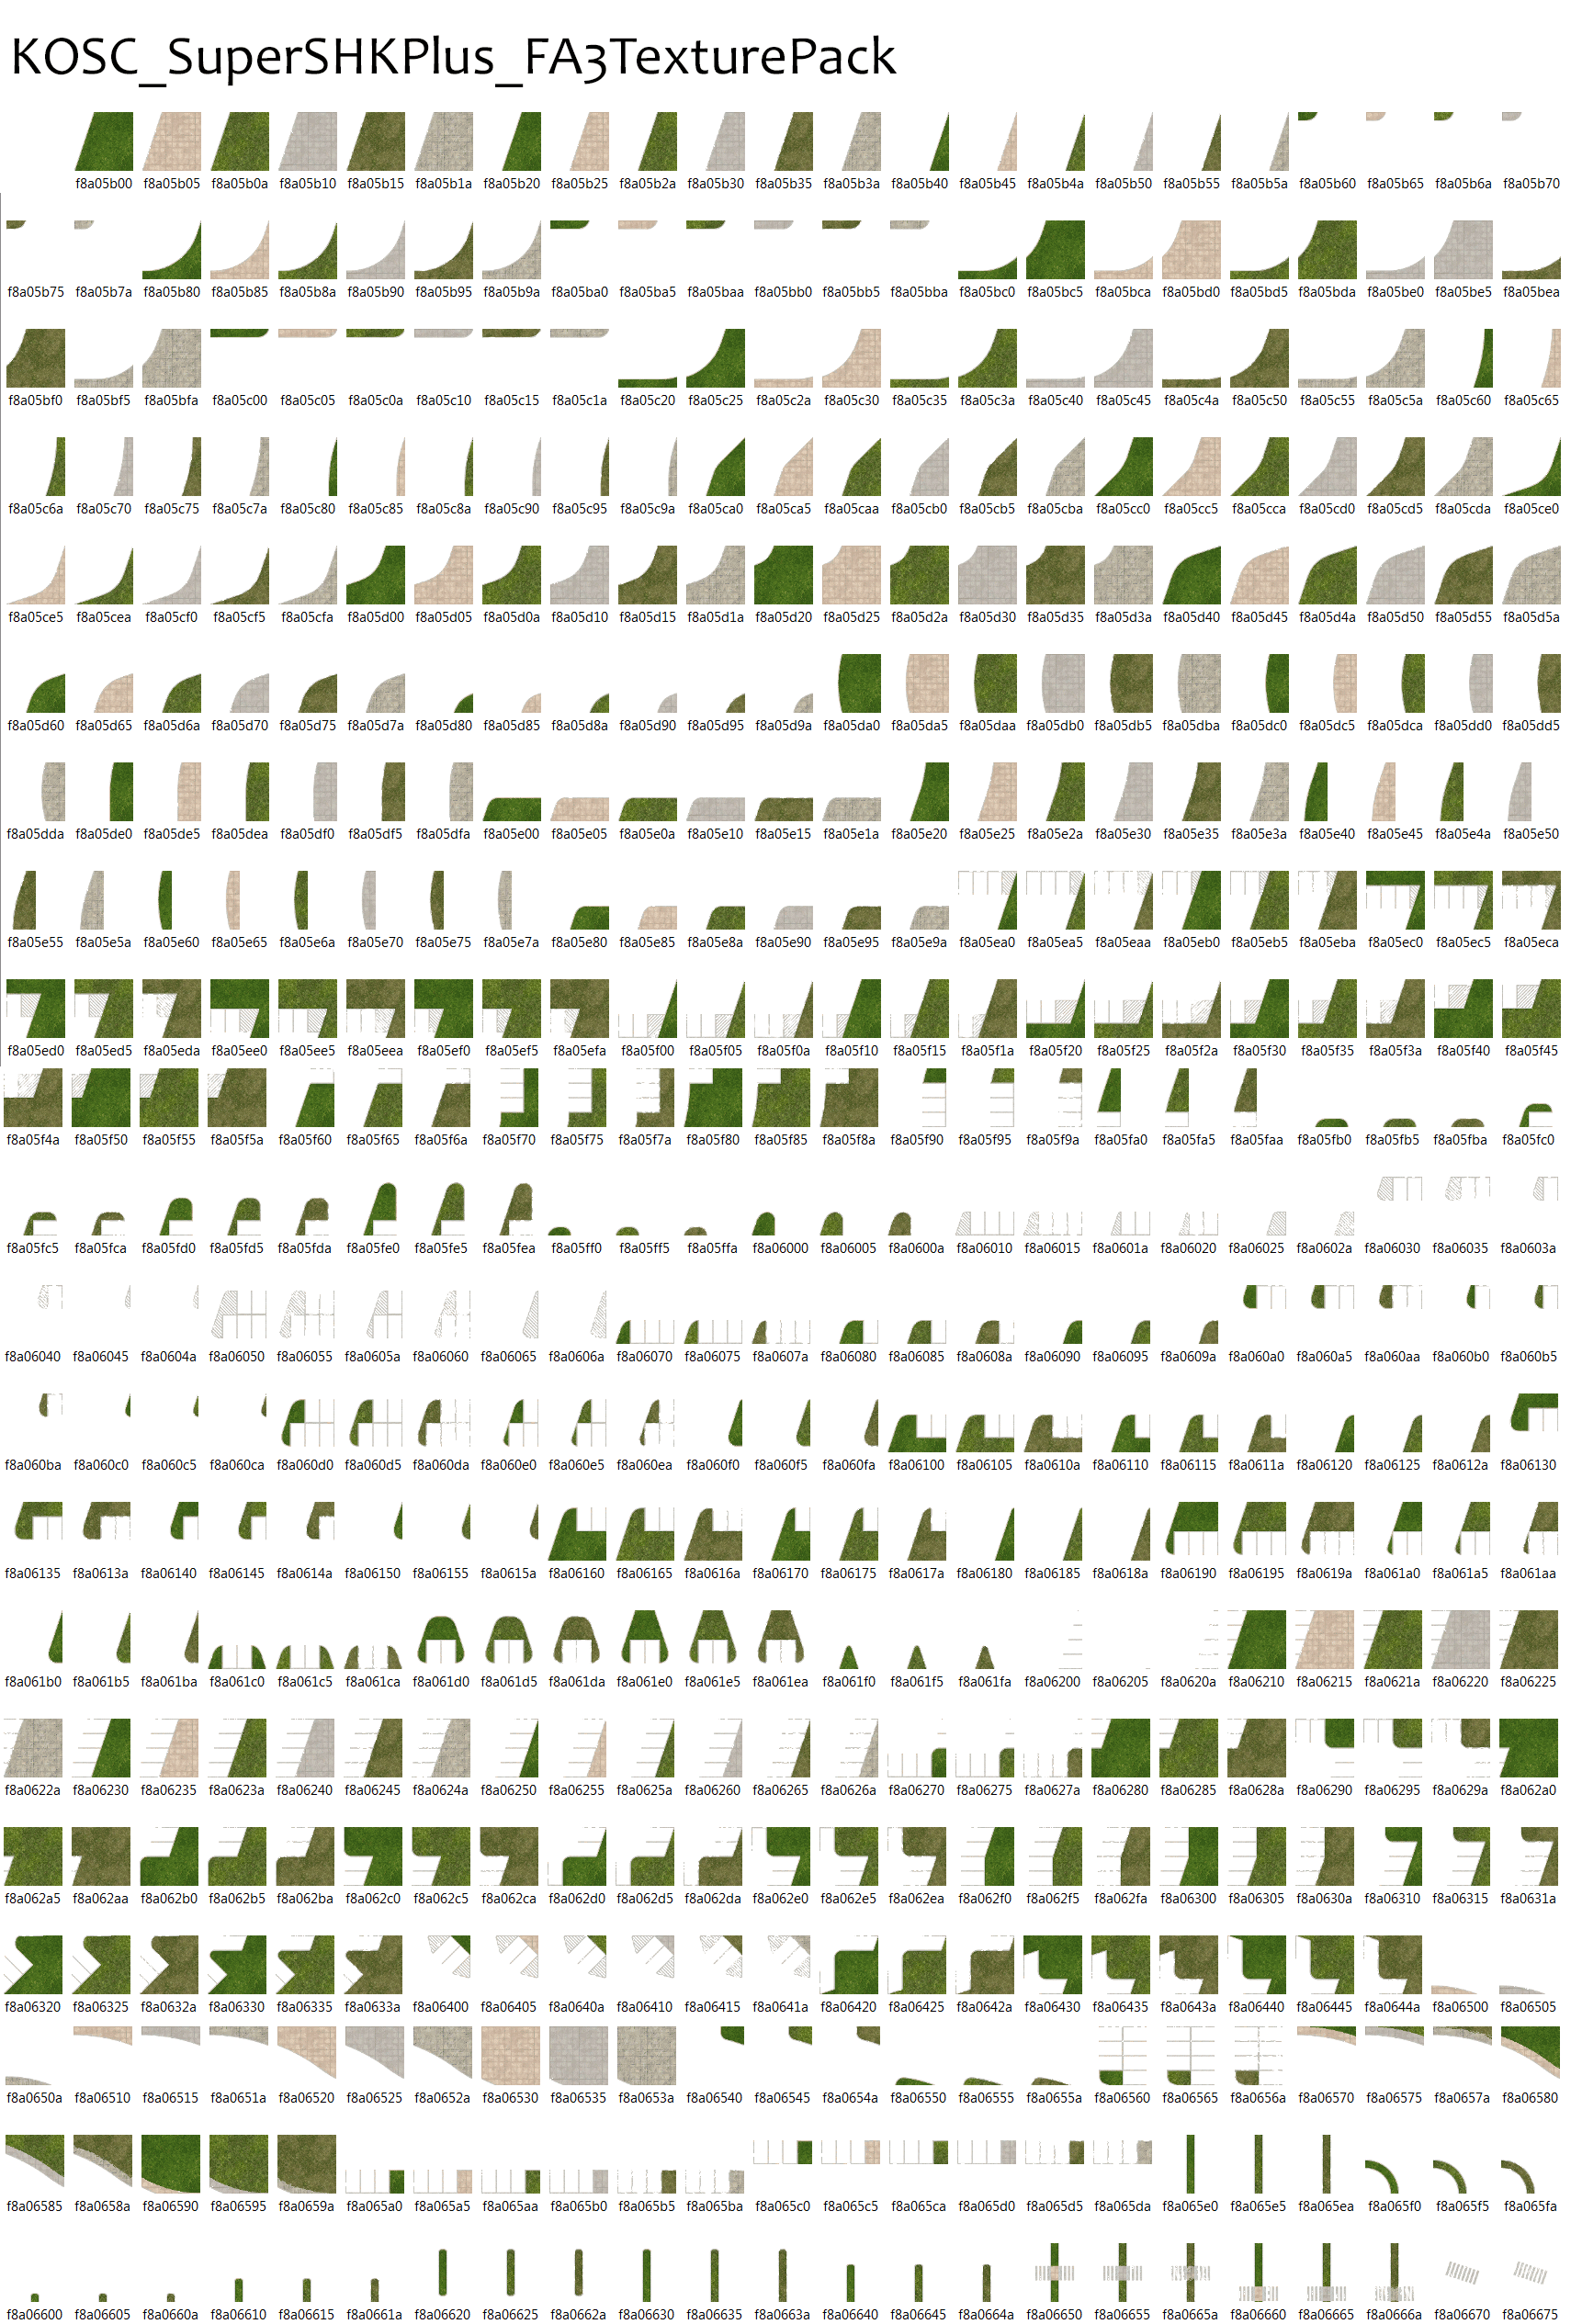 KOSC_SuperSHKPlus_FA3TexturePack
f8a05b00 f8a05b05 f8a05b0a f8a05b10 f8a05b15 f8a05b1a f8a05b20 f8a05b25 f8a05b2a f8a05b30 f8a05b35 f8a05b3a f8a05b40 f8a05b45 f8a05b4a f8a05b50 f8a05b55 f8a05b5a f8a05b60 f8a05b65 f8a05b6a f8a05b70
f8a05b75 f8a05b7a f8a05b80 f8a05b85 f8a05b8a f8a05b90 f8a05b95 f8a05b9a f8a05ba0 f8a05ba5 f8a05baa f8a05bb0 f8a05bb5 f8a05bba f8a05bc0 f8a05bc5 f8a05bca f8a05bd0 f8a05bd5 f8a05bda f8a05be0 f8a05be5 f8a05bea
f8a05bf0 f8a05bf5 f8a05bfa f8a05c00 f8a05c05 f8a05c0a f8a05c10 f8a05c15 f8a05c1a f8a05c20 f8a05c25 f8a05c2a f8a05c30 f8a05c35 f8a05c3a f8a05c40 f8a05c45 f8a05c4a f8a05c50 f8a05c55 f8a05c5a f8a05c60 f8a05c65
f8a05c6a f8a05c70 f8a05c75 f8a05c7a f8a05c80 f8a05c85 f8a05c8a f8a05c90 f8a05c95 f8a05c9a f8a05ca0 f8a05ca5 f8a05caa f8a05cb0 f8a05cb5 f8a05cba f8a05cc0 f8a05cc5 f8a05cca f8a05cd0 f8a05cd5 f8a05cda f8a05ce0
f8a05ce5 f8a05cea f8a05cf0 f8a05cf5 f8a05cfa f8a05d00 f8a05d05 f8a05d0a f8a05d10 f8a05d15 f8a05d1a f8a05d20 f8a05d25 f8a05d2a f8a05d30 f8a05d35 f8a05d3a f8a05d40 f8a05d45 f8a05d4a f8a05d50 f8a05d55 f8a05d5a
f8a05d60 f8a05d65 f8a05d6a f8a05d70 f8a05d75 f8a05d7a f8a05d80 f8a05d85 f8a05d8a f8a05d90 f8a05d95 f8a05d9a f8a05da0 f8a05da5 f8a05daa f8a05db0 f8a05db5 f8a05dba f8a05dc0 f8a05dc5 f8a05dca f8a05dd0 f8a05dd5
f8a05dda f8a05de0 f8a05de5 f8a05dea f8a05df0 f8a05df5 f8a05dfa f8a05e00 f8a05e05 f8a05e0a f8a05e10 f8a05e15 f8a05e1a f8a05e20 f8a05e25 f8a05e2a f8a05e30 f8a05e35 f8a05e3a f8a05e40 f8a05e45 f8a05e4a f8a05e50
f8a05e55 f8a05e5a f8a05e60 f8a05e65 f8a05e6a f8a05e70 f8a05e75 f8a05e7a f8a05e80 f8a05e85 f8a05e8a f8a05e90 f8a05e95 f8a05e9a f8a05ea0 f8a05ea5 f8a05eaa f8a05eb0 f8a05eb5 f8a05eba f8a05ec0 f8a05ec5 f8a05eca
f8a05ed0 f8a05ed5 f8a05eda f8a05ee0 f8a05ee5 f8a05eea f8a05ef0 f8a05ef5 f8a05efa f8a05f00 f8a05f05 f8a05f0a f8a05f10 f8a05f15 f8a05f1a f8a05f20 f8a05f25 f8a05f2a f8a05f30 f8a05f35 f8a05f3a f8a05f40 f8a05f45
f8a05f4a f8a05f50 f8a05f55 f8a05f5a f8a05f60 f8a05f65 f8a05f6a f8a05f70 f8a05f75 f8a05f7a f8a05f80 f8a05f85 f8a05f8a f8a05f90 f8a05f95 f8a05f9a f8a05fa0 f8a05fa5 f8a05faa f8a05fb0 f8a05fb5 f8a05fba f8a05fc0
f8a05fc5 f8a05fca f8a05fd0 f8a05fd5 f8a05fda f8a05fe0 f8a05fe5 f8a05fea f8a05ff0 f8a05ff5 f8a05ffa f8a06000 f8a06005 f8a0600a f8a06010 f8a06015 f8a0601a f8a06020 f8a06025 f8a0602a f8a06030 f8a06035 f8a0603a
f8a06040 f8a06045 f8a0604a f8a06050 f8a06055 f8a0605a f8a06060 f8a06065 f8a0606a f8a06070 f8a06075 f8a0607a f8a06080 f8a06085 f8a0608a f8a06090 f8a06095 f8a0609a f8a060a0 f8a060a5 f8a060aa f8a060b0 f8a060b5
f8a060ba f8a060c0 f8a060c5 f8a060ca f8a060d0 f8a060d5 f8a060da f8a060e0 f8a060e5 f8a060ea f8a060f0 f8a060f5 f8a060fa f8a06100 f8a06105 f8a0610a f8a06110 f8a06115 f8a0611a f8a06120 f8a06125 f8a0612a f8a06130
f8a06135 f8a0613a f8a06140 f8a06145 f8a0614a f8a06150 f8a06155 f8a0615a f8a06160 f8a06165 f8a0616a f8a06170 f8a06175 f8a0617a f8a06180 f8a06185 f8a0618a f8a06190 f8a06195 f8a0619a f8a061a0 f8a061a5 f8a061aa
f8a061b0 f8a061b5 f8a061ba f8a061c0 f8a061c5 f8a061ca f8a061d0 f8a061d5 f8a061da f8a061e0 f8a061e5 f8a061ea f8a061f0 f8a061f5 f8a061fa f8a06200 f8a06205 f8a0620a f8a06210 f8a06215 f8a0621a f8a06220 f8a06225
f8a0622a f8a06230 f8a06235 f8a0623a f8a06240 f8a06245 f8a0624a f8a06250 f8a06255 f8a0625a f8a06260 f8a06265 f8a0626a f8a06270 f8a06275 f8a0627a f8a06280 f8a06285 f8a0628a f8a06290 f8a06295 f8a0629a f8a062a0
f8a062a5 f8a062aa f8a062b0 f8a062b5 f8a062ba f8a062c0 f8a062c5 f8a062ca f8a062d0 f8a062d5 f8a062da f8a062e0 f8a062e5 f8a062ea f8a062f0 f8a062f5 f8a062fa f8a06300 f8a06305 f8a0630a f8a06310 f8a06315 f8a0631a
f8a06320 f8a06325 f8a0632a f8a06330 f8a06335 f8a0633a f8a06400 f8a06405 f8a0640a f8a06410 f8a06415 f8a0641a f8a06420 f8a06425 f8a0642a f8a06430 f8a06435 f8a0643a f8a06440 f8a06445 f8a0644a f8a06500 f8a06505
f8a0650a f8a06510 f8a06515 f8a0651a f8a06520 f8a06525 f8a0652a f8a06530 f8a06535 f8a0653a f8a06540 f8a06545 f8a0654a f8a06550 f8a06555 f8a0655a f8a06560 f8a06565 f8a0656a f8a06570 f8a06575 f8a0657a f8a06580
f8a06585 f8a0658a f8a06590 f8a06595 f8a0659a f8a065a0 f8a065a5 f8a065aa f8a065b0 f8a065b5 f8a065ba f8a065c0 f8a065c5 f8a065ca f8a065d0 f8a065d5 f8a065da f8a065e0 f8a065e5 f8a065ea f8a065f0 f8a065f5 f8a065fa
f8a06600 f8a06605 f8a0660a f8a06610 f8a06615 f8a0661a f8a06620 f8a06625 f8a0662a f8a06630 f8a06635 f8a0663a f8a06640 f8a06645 f8a0664a f8a06650 f8a06655 f8a0665a f8a06660 f8a06665 f8a0666a f8a06670 f8a06675